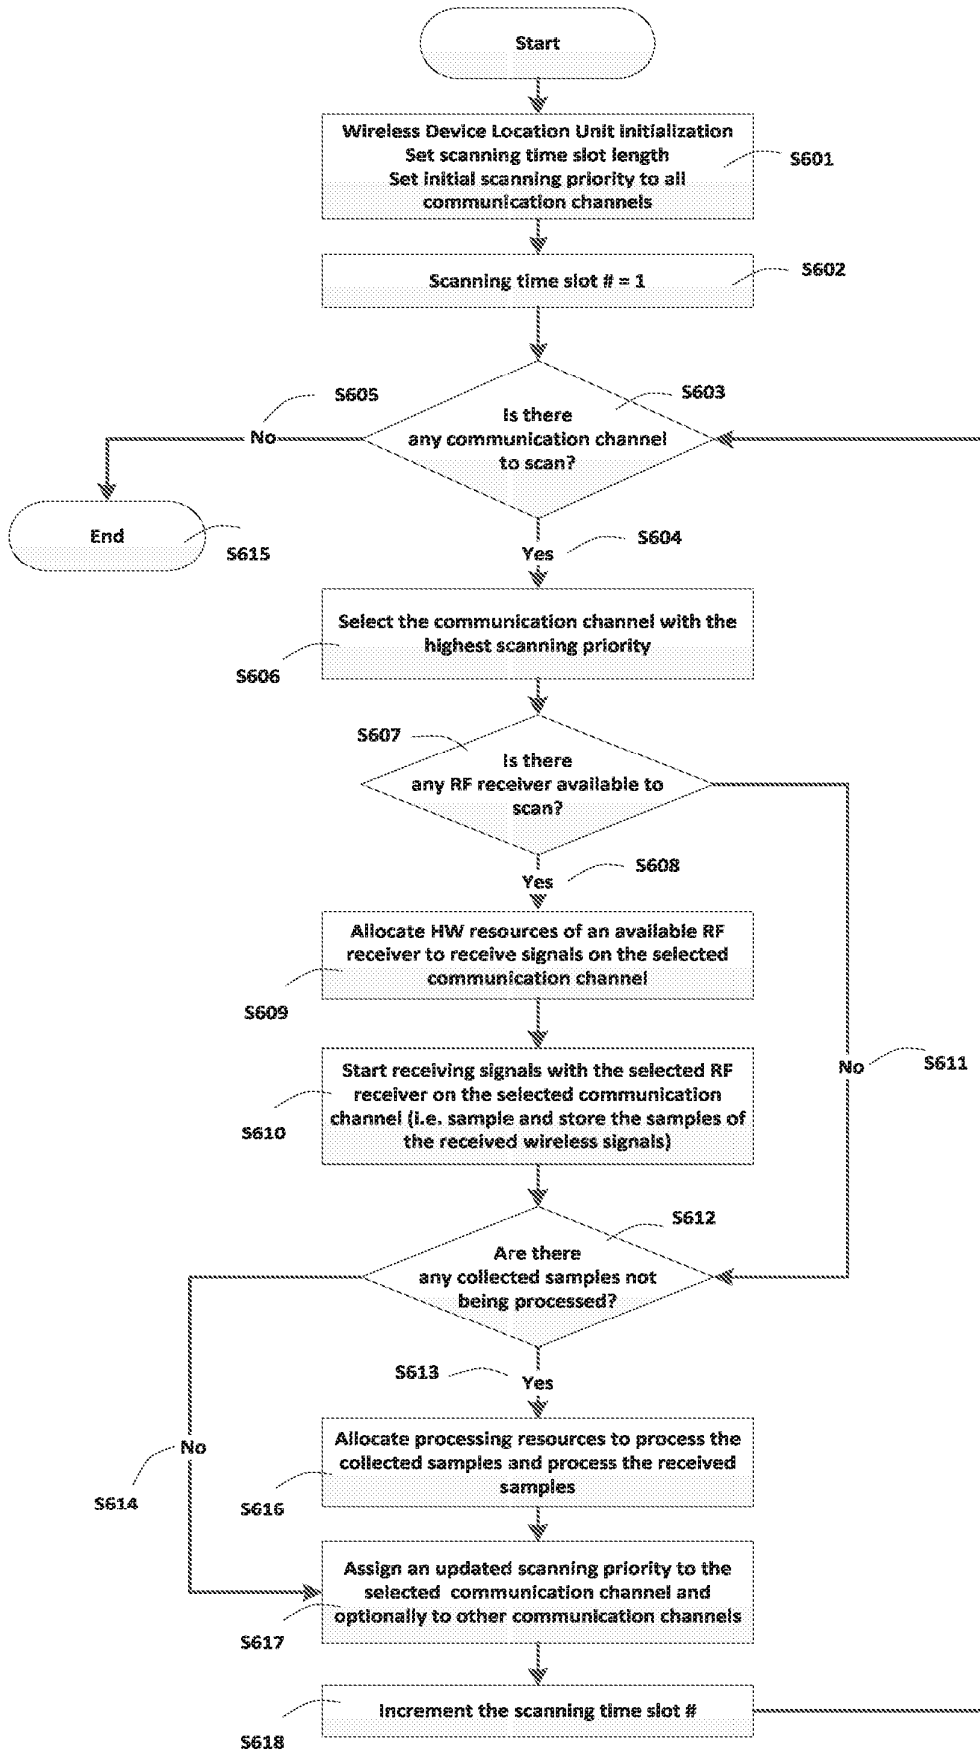 Start
Wireless Device Location Unit initialization
Set scanning time slot length
Set initial scanning priority to all
communication channels
S601
Scanning time slot # = 1
S602
S605
S603
Is there
any communication channel
to scan?
No
End
S615
Yes
S604
Select the communication channel with the
highest scanning priority
S606
S607
Is there
any RF receiver available to
scan?
Yes
S608
Allocate HW resources of an available RF
receiver to receive signals on the selected
communication channel
S609
Start receiving signals with the selected RF
receiver on the selected communication
channel (i.e. sample and store the samples of
the received wireless signals)
S610
No
S611
S612
Are there
any collected samples not
being processed?
S613
Yes
No
S614
Allocate processing resources to process the
collected samples and process the received
samples
S616
Assign an updated scanning priority to the
selected communication channel and
optionally to other communication channels
S617
Increment the scanning time slot #
S618